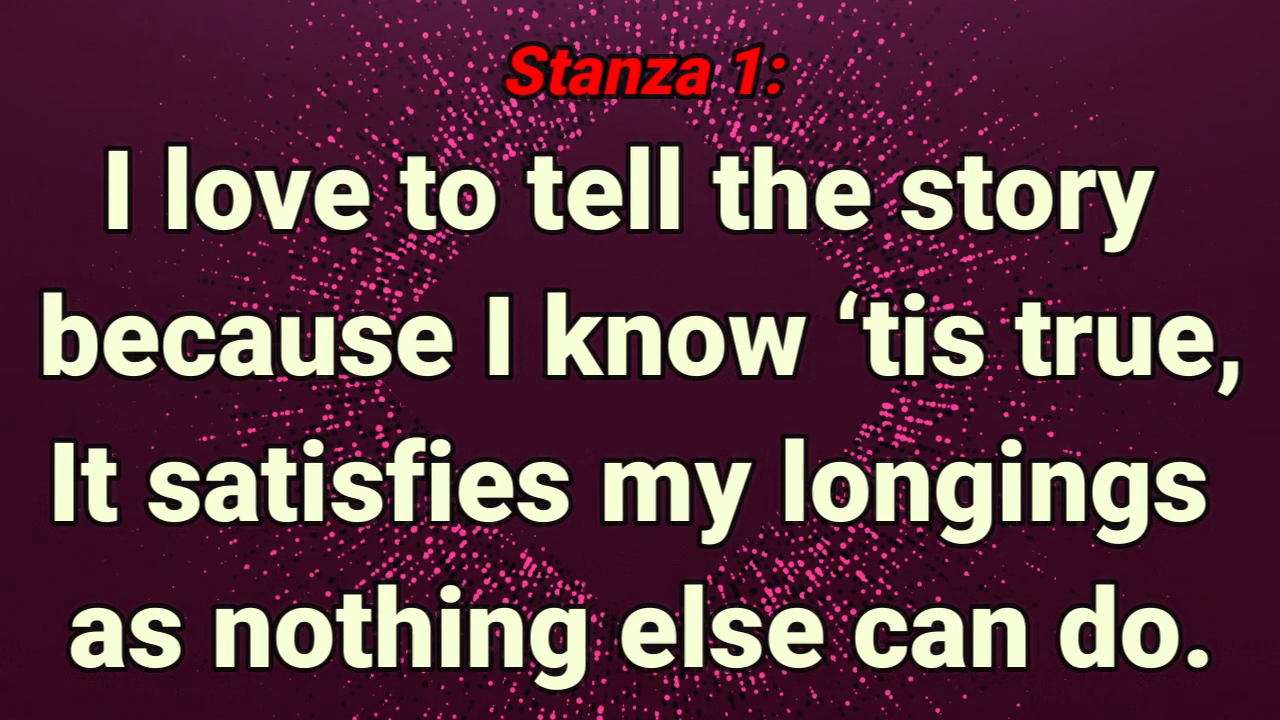 Stanza 1:
I love to tell the story
because I know ‘tis true,
It satisfies my longings
as nothing else can do.